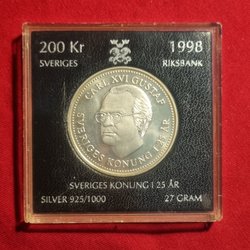 200 Kr
1998
SVERIGES
RIKSBANK
CARL XVI GUSTAF
SVERIGES KONUNG I 25 ÅR
SVERIGES KONUNG I 25 ÅR
SILVER 925/1000
27 GRAM